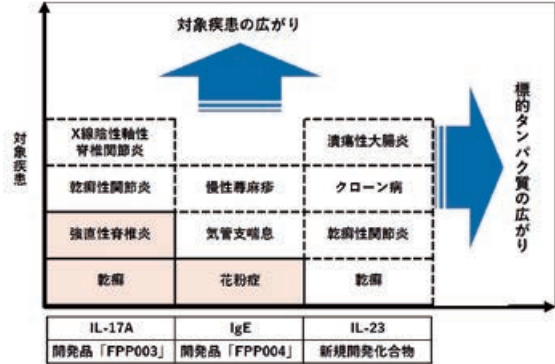 対象疾患の広がり
標的タンパク質の広がり
対象疾患
X線陰性軸性
脊椎関節炎
潰瘍性大腸炎
乾癬性関節炎
慢性蕁麻疹
クローン病
強直性脊椎炎
気管支喘息
乾癬性関節炎
乾癬
花粉症
乾癬
IL-17A
IgE
IL-23
開発品「FPP003」
開発品「FPP004」
新規開発化合物